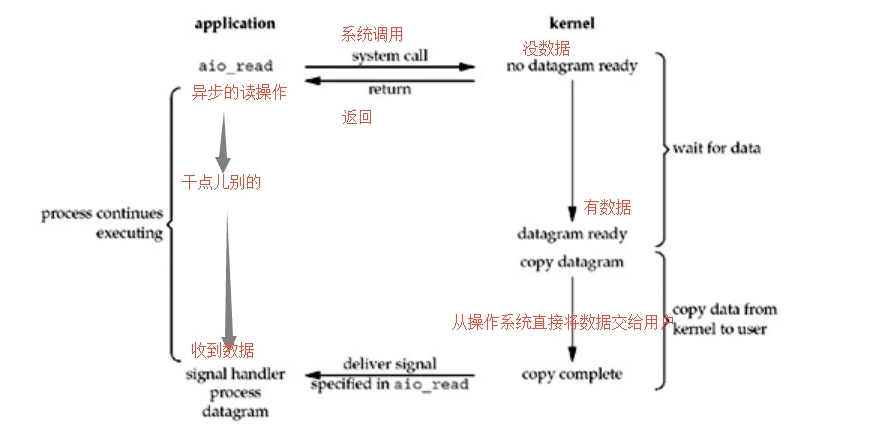 application
kernel
系统调用
没数据
aio_read
system call
no datagram ready
异步的读操作
return
返回
wait for data
干点儿别的
process continues
executing
有数据
datagram ready
copy datagram
从操作系统直接将数据交给用户
copy data from
kernel to user
收到数据
signal handler
process
datagram
deliver signal
specified in aio_read
copy complete